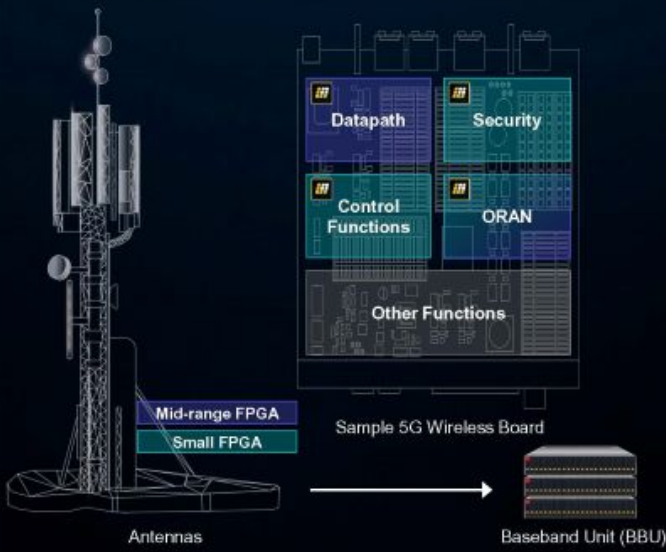 Datapath
Security
Control
Functions
ORAN
Other Functions
Mid-range FPGA
Small FPGA
Sample 5G Wireless Board
Antennas
Baseband Unit (BBU)